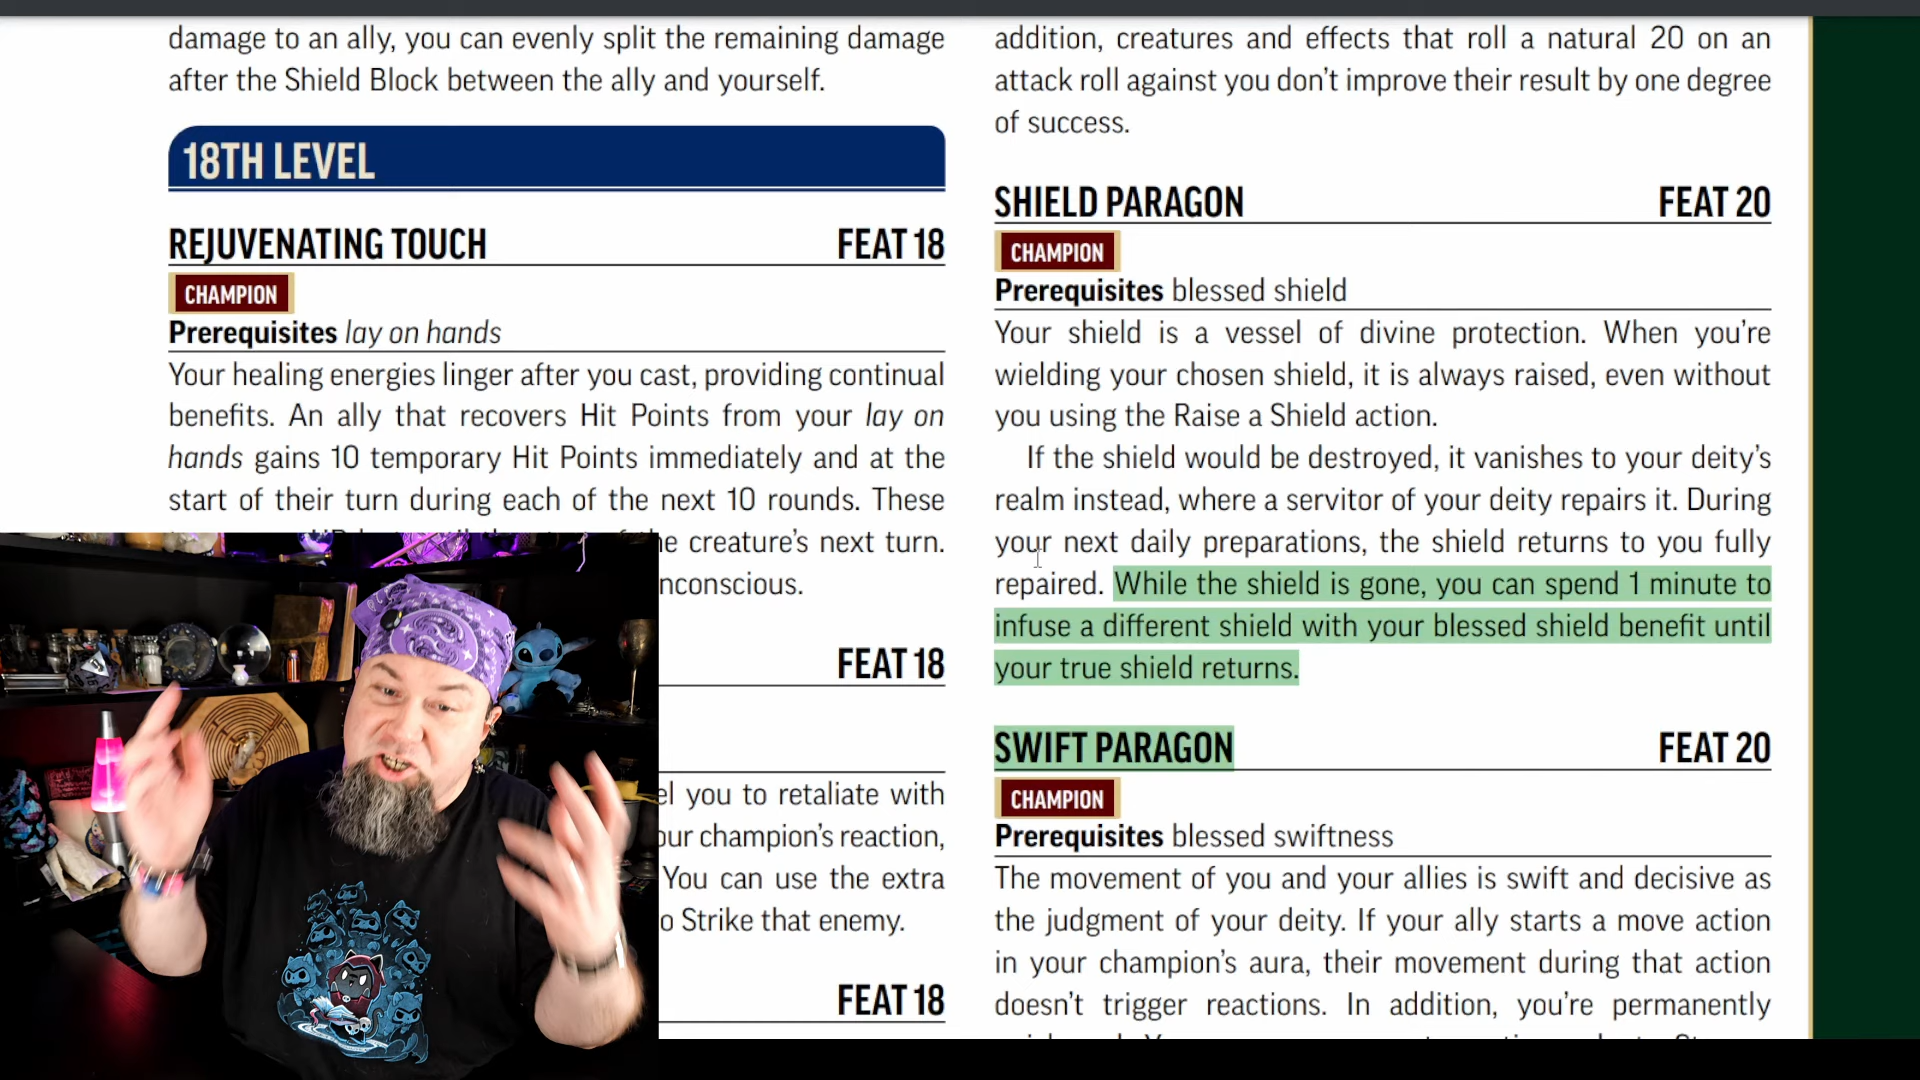 damage to an ally, you can evenly split the remaining damage
after the Shield Block between the ally and yourself.
18TH LEVEL
REJUVENATING TOUCH FEAT 18
CHAMPION
Prerequisites lay on hands
Your healing energies linger after you cast, providing continual
benefits. An ally that recovers Hit Points from your lay on
hands gains 10 temporary Hit Points immediately and at the
start of their turn during each of the next 10 rounds. These
creature's next turn.
FEAT 18
you to retaliate with
champion's reaction,
You can use the extra
Strike that enemy.
FEAT 18
addition, creatures and effects that roll a natural 20 on an
attack roll against you don't improve their result by one degree
of success.
SHIELD PARAGON FEAT 20
CHAMPION
Prerequisites blessed shield
Your shield is a vessel of divine protection. When you're
wielding your chosen shield, it is always raised, even without
you using the Raise a Shield action.
If the shield would be destroyed, it vanishes to your deity's
realm instead, where a servitor of your deity repairs it. During
your next daily preparations, the shield returns to you fully
repaired. While the shield is gone, you can spend 1 minute to
infuse a different shield with your blessed shield benefit until
your true shield returns.
SWIFT PARAGON FEAT 20
CHAMPION
Prerequisites blessed swiftness
The movement of you and your allies is swift and decisive as
the judgment of your deity. If your ally starts a move action
in your champion's aura, their movement during that action
doesn't trigger reactions. In addition, you're permanently